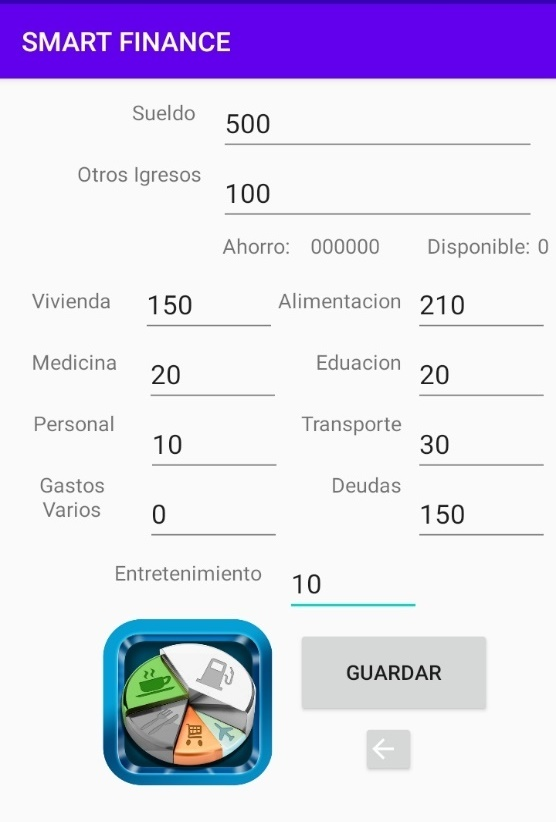 SMART FINANCE
Sueldo 500
Otros Igresos 100
Ahorro: 000000 Disponible: 0
Vivienda 150 Alimentacion 210
Medicina 20 Eduacion 20
Personal 10 Transporte 30
Gastos Varios 0 Deudas 150
Entretenimiento 10
GUARDAR